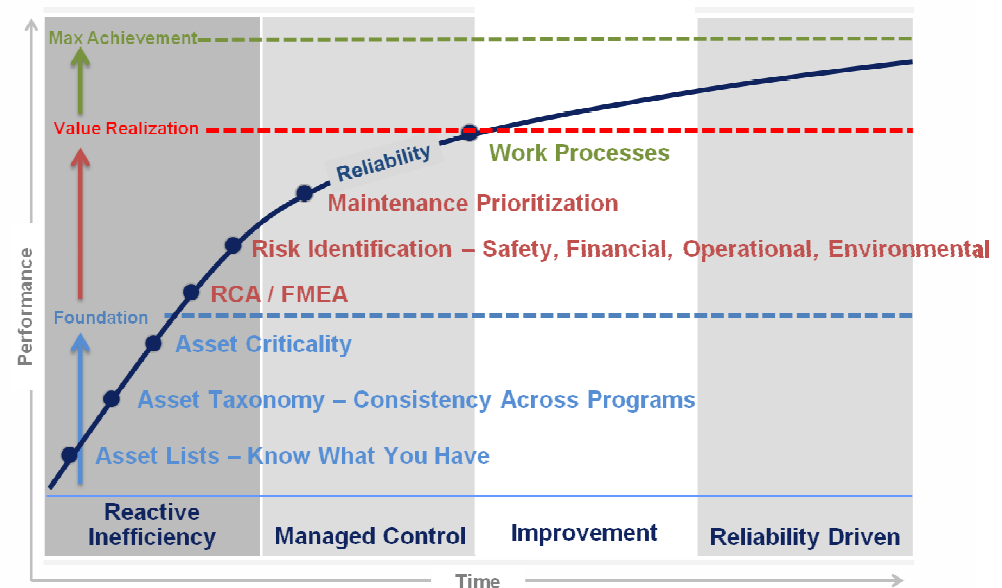 Max Achievement
Value Realization
Work Processes
Reliability
Maintenance Prioritization
Risk Identification – Safety, Financial, Operational, Environmental
RCA / FMEA
Foundation
Asset Criticality
Asset Taxonomy – Consistency Across Programs
Asset Lists – Know What You Have
Performance
Reactive
Inefficiency
Managed Control
Improvement
Reliability Driven
Time